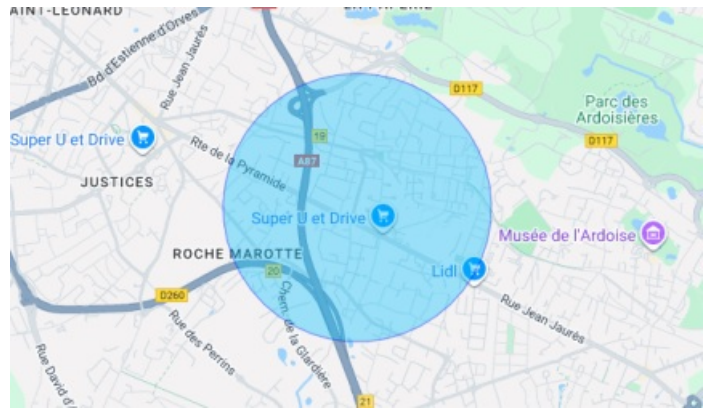 AINT-LÉONARD
Bd d'Estienne d'Orves
Rue Jean Jaurès
D117
Parc des
Ardoisières
D117
19
Super U et Drive
Rte de la Pyramide
A87
JUSTICES
Super U et Drive
Musée de l'Ardoise
ROCHE MAROTTE
20
Lidl
D260
Chem. de la Glardière
Rue Jean Jaurès
Rue des Perrins
Rue David d'A
21